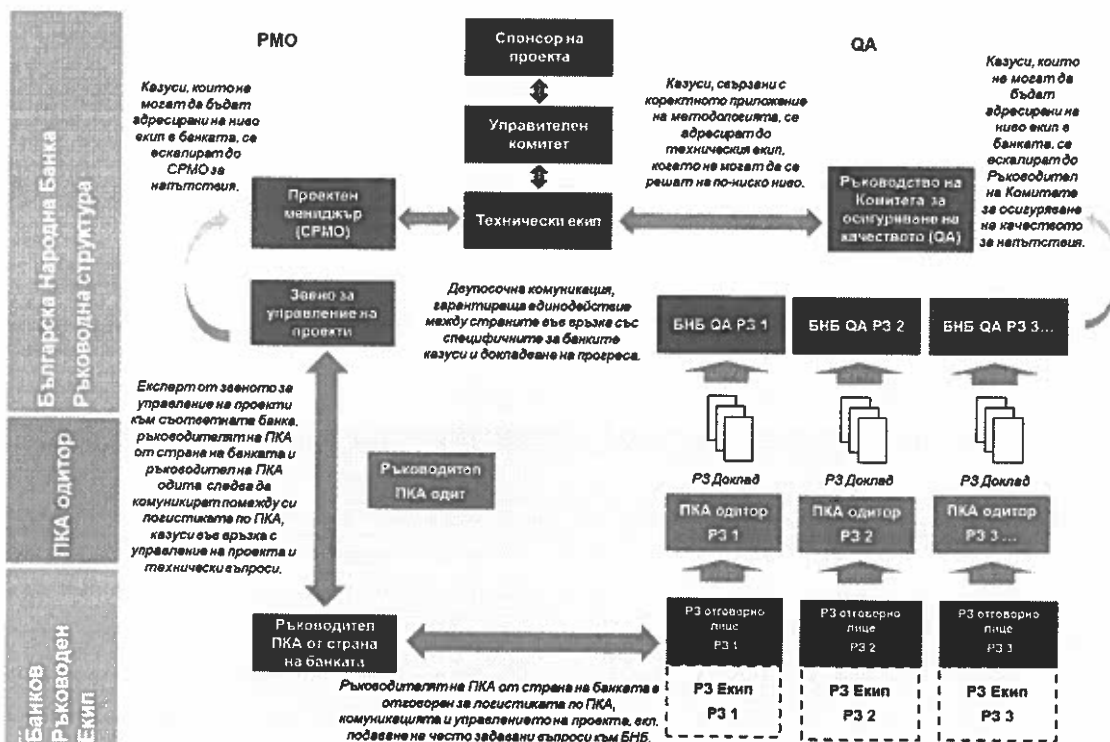 PMO
Спонсор на
проекта
QA
Казуси, които не
могат да бъдат
адресирани на
ниво екип в
банката, се
ескалират до
СРМО за
напътствия.
Управителен
комитет
Казуси, свързани с
коректното приложение
на методологията, се
адресират до
техническия екип,
когато не могат да се
решат на по-ниско ниво.
Казуси, които
не могат да
бъдат
адресирани на
ниво екип в
банката, се
ескалират до
Ръководител
на Комитета
за осигуряване
на качеството
за напътствия.
Проектен
мениджър
(СРМО)
Технически екип
Ръководство на
Комитета за
осигуряване на
качеството (QA)
Българска Народна Банка
Ръководна структура
Звено за
управление на
проекти
Двупосочна комуникация,
гарантираща единодействие
между страните във връзка със
специфичните за банките
казуси и докладване на прогреса.
БНБ QA РЗ 1
БНБ QA РЗ 2
БНБ QA РЗ 3...
Експерт от звеното за
управление на проекти
към съответната банка,
ръководителят на ПКА
от страна на банката и
ръководител на ПКА
одита следва да
комуникират помежду си
логистиката по ПКА,
казуси във връзка с
управление на проекта и
технически въпроси.
ПКА одитор
Ръководител
ПКА одит
РЗ Доклад
РЗ Доклад
РЗ Доклад
ПКА одитор
РЗ 1
ПКА одитор
РЗ 2
ПКА одитор
РЗ 3 ...
Банков
Ръководен
Екип
Ръководител
ПКА от страна
на банката
РЗ отговорно
лице
РЗ 1
РЗ отговорно
лице
РЗ 2
РЗ отговорно
лице
РЗ 3
РЗ Екип
РЗ 1
РЗ Екип
РЗ 2
РЗ Екип
РЗ 3
Ръководителят на ПКА от страна на банката е
отговорен за логистиката по ПКА,
комуникацията и управлението на проекта, вкл.
подаване на често задавани въпроси към БНБ.